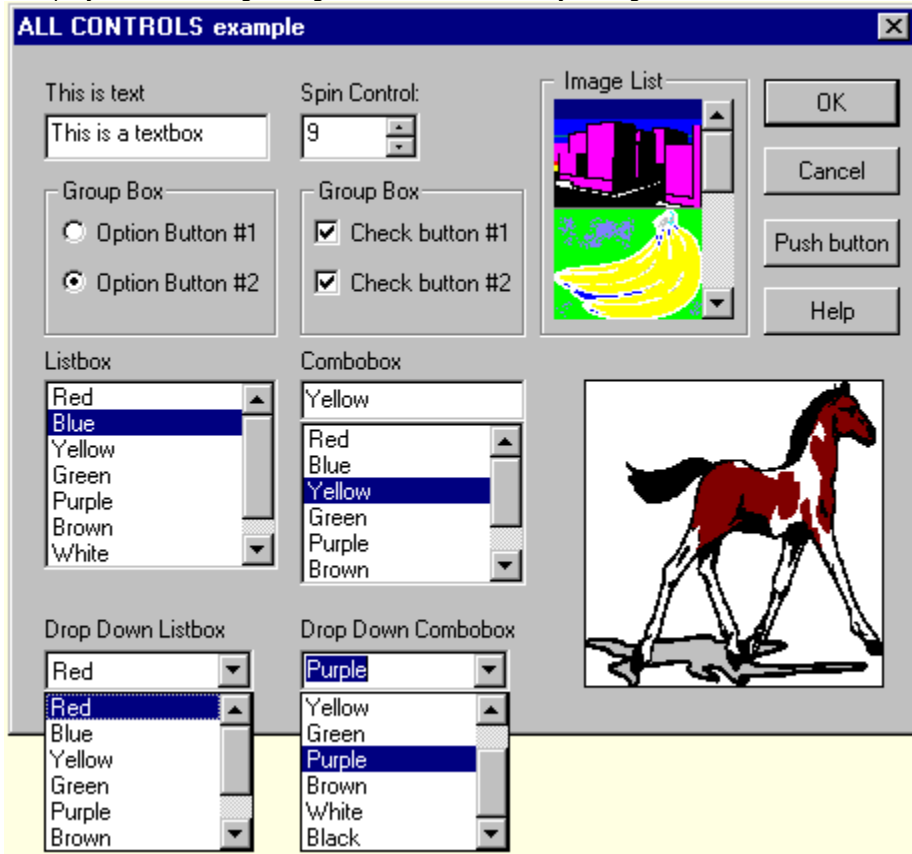 ALL CONTROLS example
This is text
This is a textbox
Spin Control:
9
Image List
OK
Cancel
Push button
Help
Group Box
Option Button #1
Option Button #2
Group Box
Check button #1
Check button #2
Listbox
Red
Blue
Yellow
Green
Purple
Brown
White
Combobox
Yellow
Red
Blue
Yellow
Green
Purple
Brown
Drop Down Listbox
Red
Red
Blue
Yellow
Green
Purple
Brown
Drop Down Combobox
Purple
Yellow
Green
Purple
Brown
White
Black